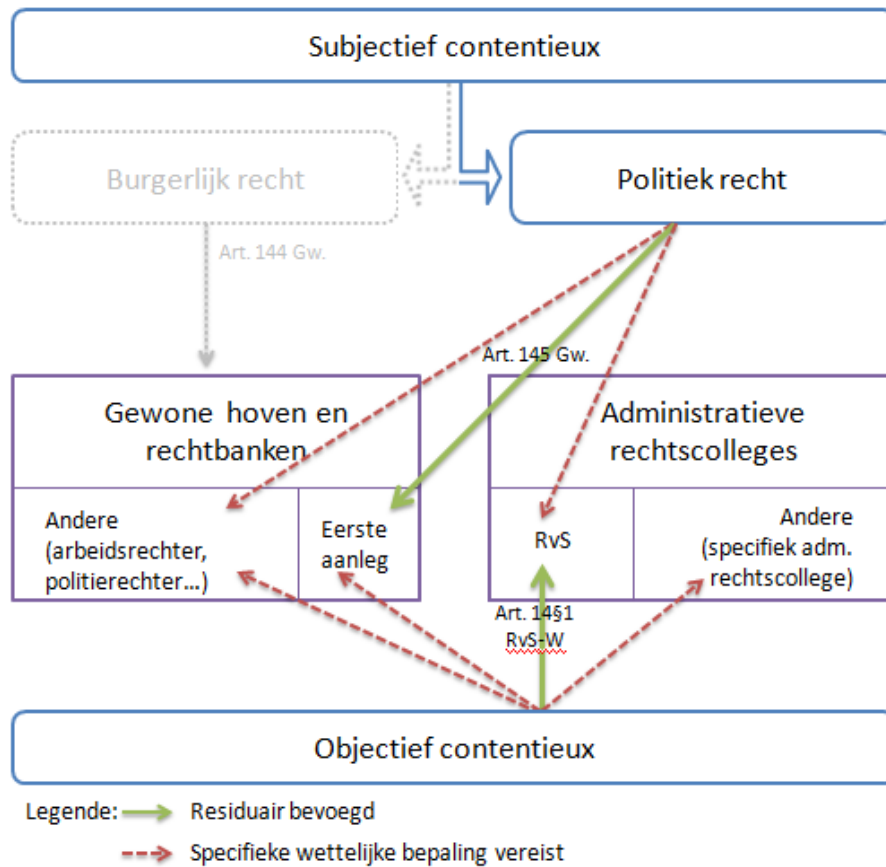 Subjectief contentieux
Burgerlijk recht
Politiek recht
Art. 144 Gw.
Art. 145 Gw.
Gewone hoven en
rechtbanken
Administratieve
rechtscolleges
Andere
(arbeidsrechter,
politierechter…)
Eerste
aanleg
RvS
Andere
(specifiek adm.
rechtscollege)
Art. 14§1
RvS-W
Objectief contentieux
Legende:
Residuair bevoegd
Specifieke wettelijke bepaling vereist